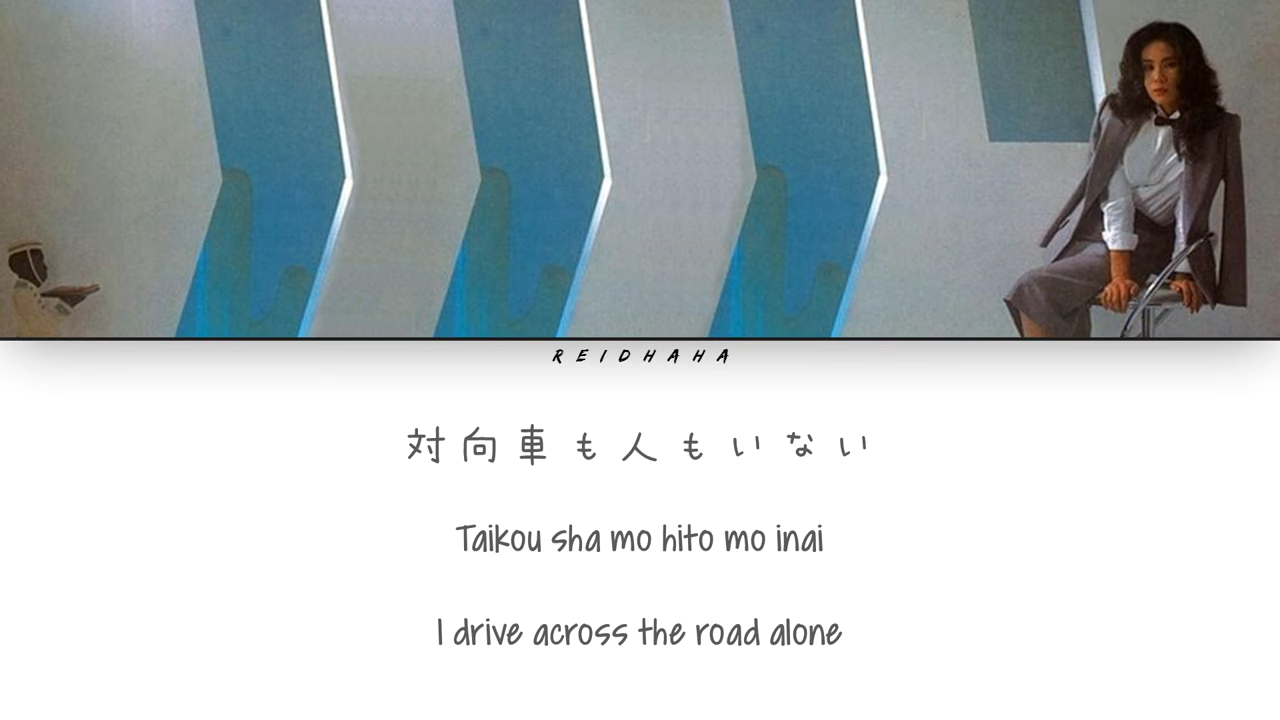 REIDHAHA
対向車も人もいない
Taikou sha mo hito mo inai
I drive across the road alone